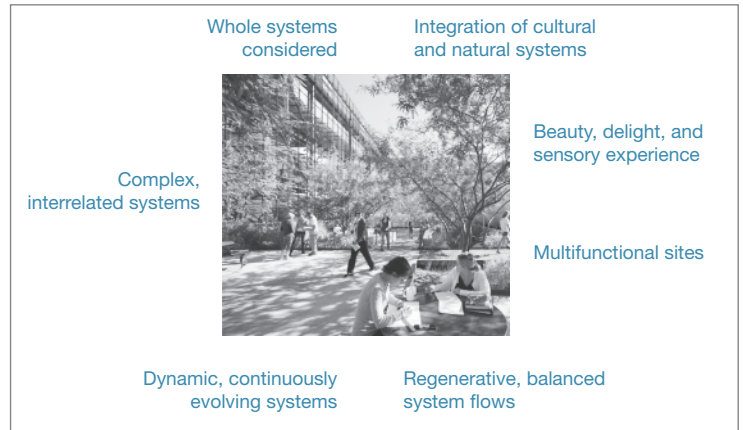 Whole systems
considered
Integration of cultural
and natural systems
Beauty, delight, and
sensory experience
Complex,
interrelated systems
Multifunctional sites
Dynamic, continuously
evolving systems
Regenerative, balanced
system flows